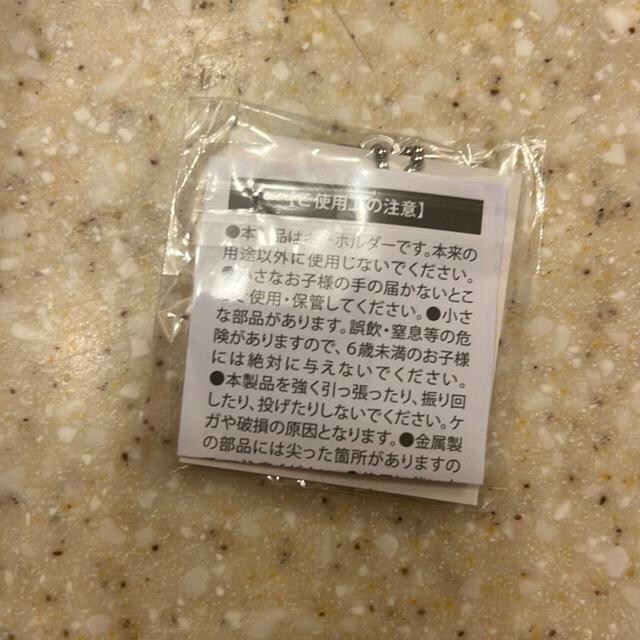 使用上の注意】
●本製品はキーホルダーです。本来の
用途以外に使用しないでください。
●小さなお子様の手の届かないとこ
で使用・保管してください。●小さ
な部品があります。誤飲・窒息等の危
険がありますので、6歳未満のお子様
には絶対に与えないでください。
●本製品を強く引っ張ったり、振り回
したり、投げたりしないでください。ケ
ガや破損の原因となります。●金属製
の部品には尖った箇所がありますの